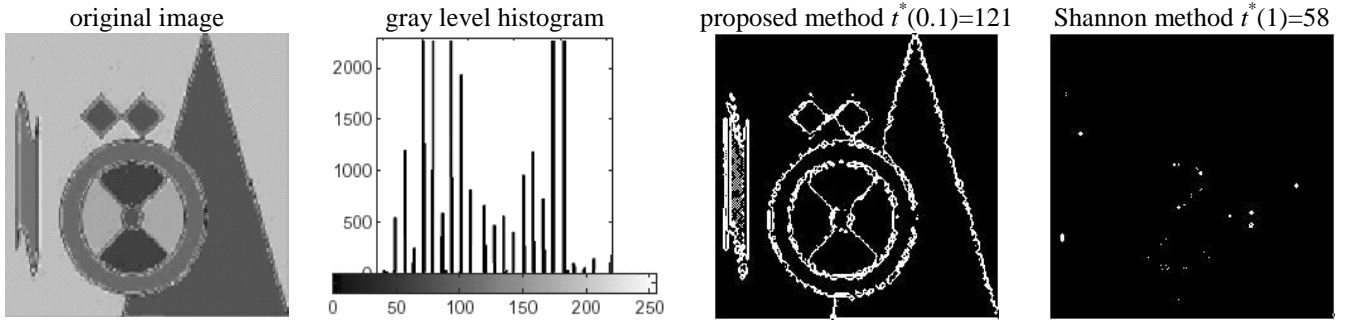 original image
gray level histogram
proposed method t*(0.1)=121
Shannon method t*(1)=58
2000
1500
1000
500
0
0 50 100 150 200 250